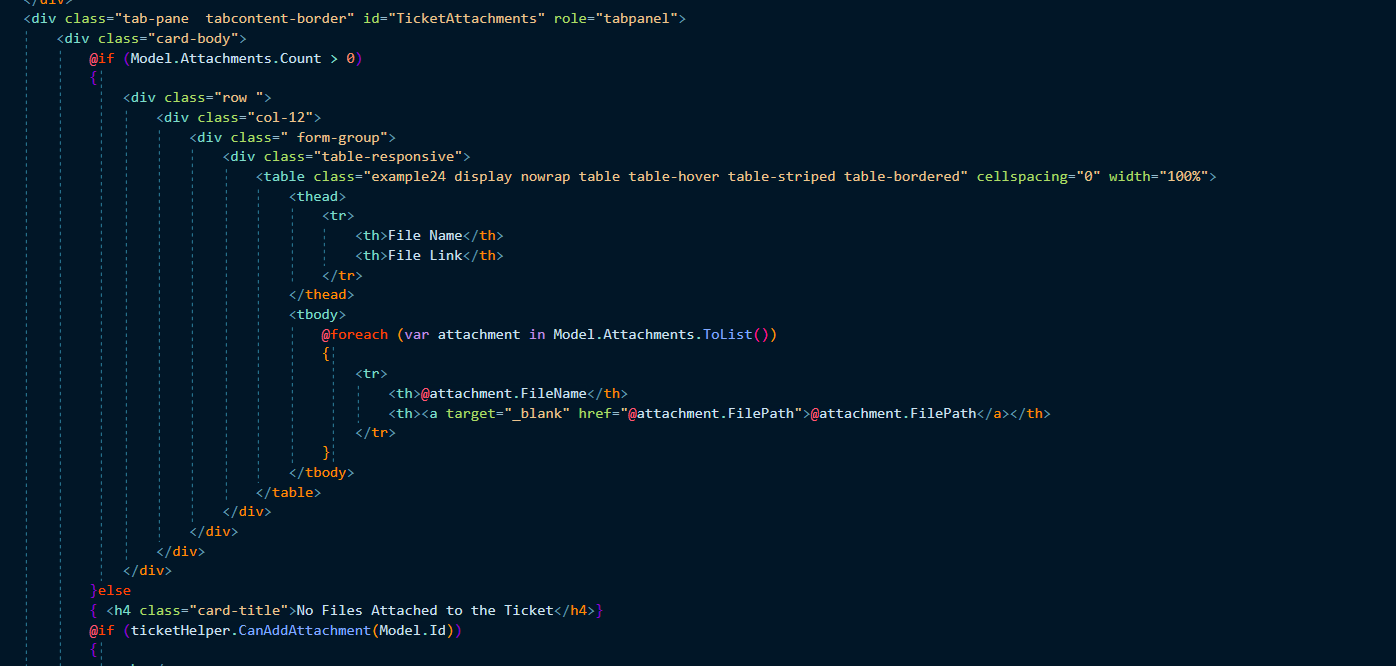 </div>
<div class="tab-pane  tabcontent-border" id="TicketAttachments" role="tabpanel">
<div class="card-body">
@if (Model.Attachments.Count > 0)
{
<div class="row ">
<div class="col-12">
<div class=" form-group">
<div class="table-responsive">
<table class="example24 display nowrap table table-hover table-striped table-bordered" cellspacing="0" width="100%">
<thead>
<tr>
<th>File Name</th>
<th>File Link</th>
</tr>
</thead>
<tbody>
@foreach (var attachment in Model.Attachments.ToList())
{
<tr>
<th>@attachment.FileName</th>
<th><a target="_blank" href="@attachment.FilePath">@attachment.FilePath</a></th>
</tr>
}
</tbody>
</table>
</div>
</div>
</div>
</div>
}else
{ <h4 class="card-title">No Files Attached to the Ticket</h4>}
@if (ticketHelper.CanAddAttachment(Model.Id))
{